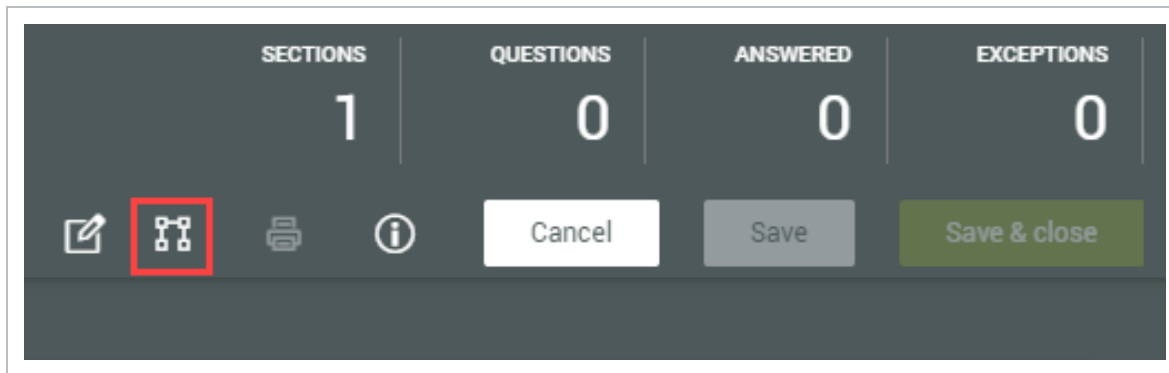 SECTIONS QUESTIONS ANSWERED EXCEPTIONS
1 0 0 0
Cancel Save Save & close